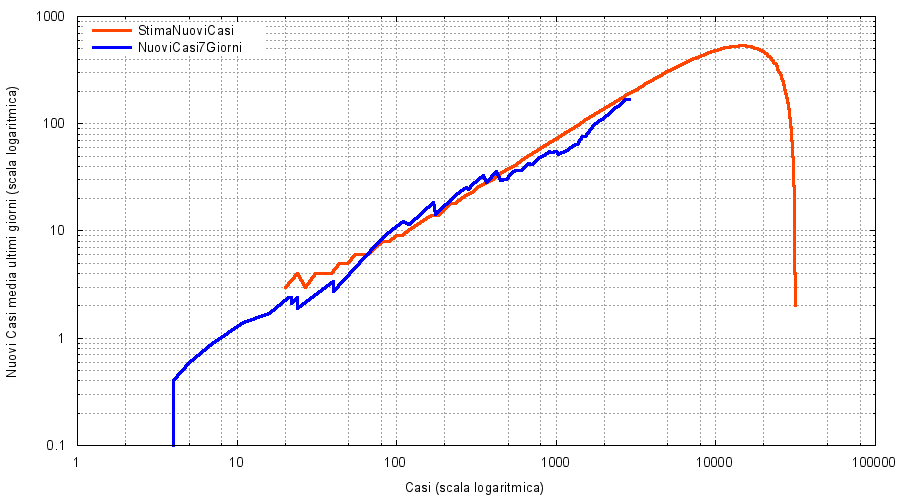 1000
100
10
1
0.1
Nuovi Casi media ultimi giorni (scala logaritmica)
StimaNuoviCasi
NuoviCasi7Giorni
1 10 100 1000 10000 100000
Casi (scala logaritmica)